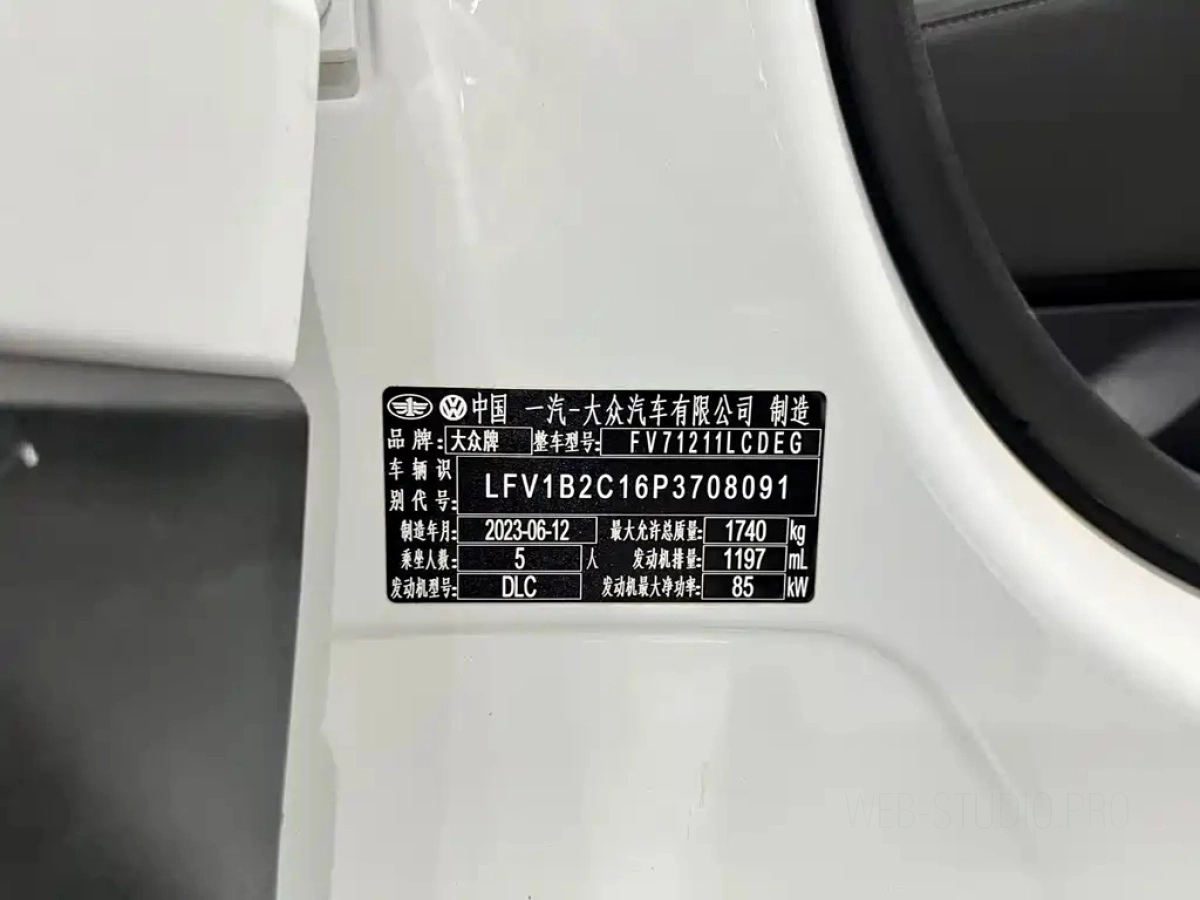 中国 一汽-大众汽车有限公司 制造
品牌: 大众牌 整车型号: FV71211LCDEG
车辆识别代号: LFV1B2C16P3708091
制造年月: 2023-06-12 最大允许总质量: 1740 kg
乘坐人数: 5 人 发动机排量: 1197 mL
发动机型号: DLC 发动机最大净功率: 85 kW
WEB-STUDIO.PRO